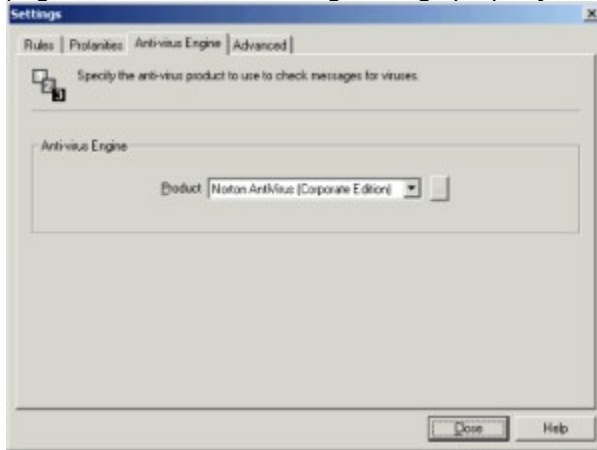 Settings
Rules Profanities Anti-virus Engine Advanced
Specify the anti-virus product to use to check messages for viruses.
Anti-virus Engine
Product Norton AntiVirus (Corporate Edition) ...
Close Help